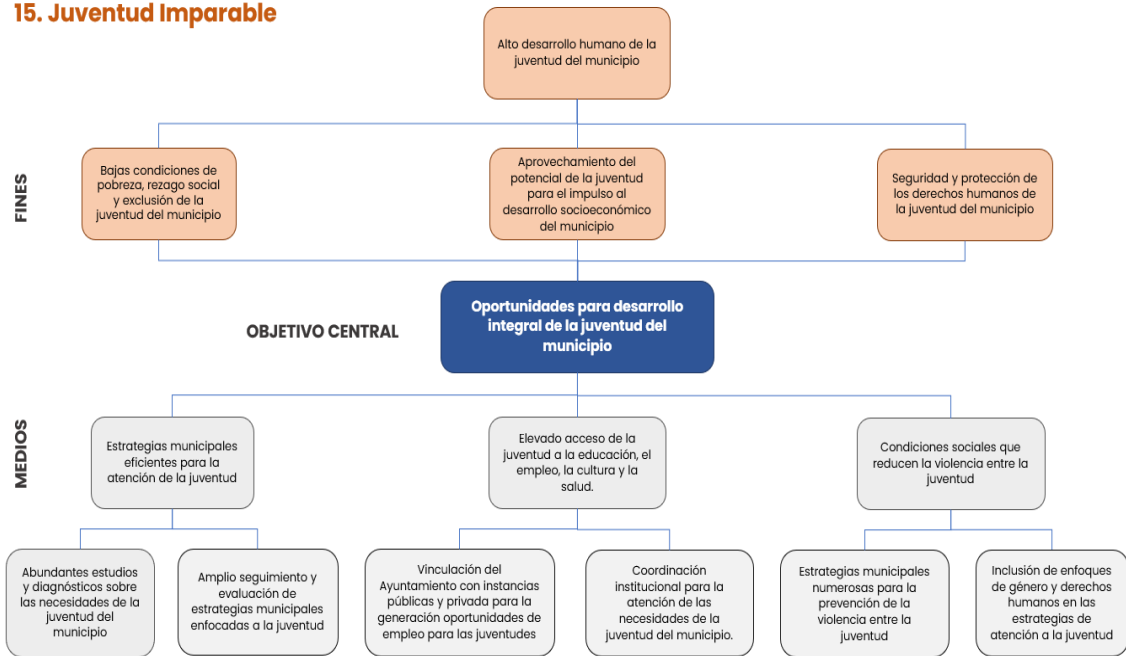 15. Juventud Imparable
Alto desarrollo humano de la
juventud del municipio
FINES
Bajas condiciones de
pobreza, rezago social
y exclusión de la
juventud del municipio
Aprovechamiento del
potencial de la juventud
para el impulso al
desarrollo socioeconómico
del municipio
Seguridad y protección de
los derechos humanos de
la juventud del municipio
OBJETIVO CENTRAL
Oportunidades para desarrollo
integral de la juventud del
municipio
MEDIOS
Estrategias municipales
eficientes para la
atención de la juventud
Elevado acceso de la
juventud a la educación, el
empleo, la cultura y la
salud.
Condiciones sociales que
reducen la violencia entre la
juventud
Abundantes estudios
y diagnósticos sobre
las necesidades de la
juventud del
municipio
Amplio seguimiento y
evaluación de
estrategias municipales
enfocadas a la juventud
Vinculación del
Ayuntamiento con instancias
públicas y privada para la
generación oportunidades de
empleo para las juventudes
Coordinación
institucional para la
atención de las
necesidades de la
juventud del municipio.
Estrategias municipales
numerosas para la
prevención de la
violencia entre la
juventud
Inclusión de enfoques
de género y derechos
humanos en las
estrategias de
atención a la juventud